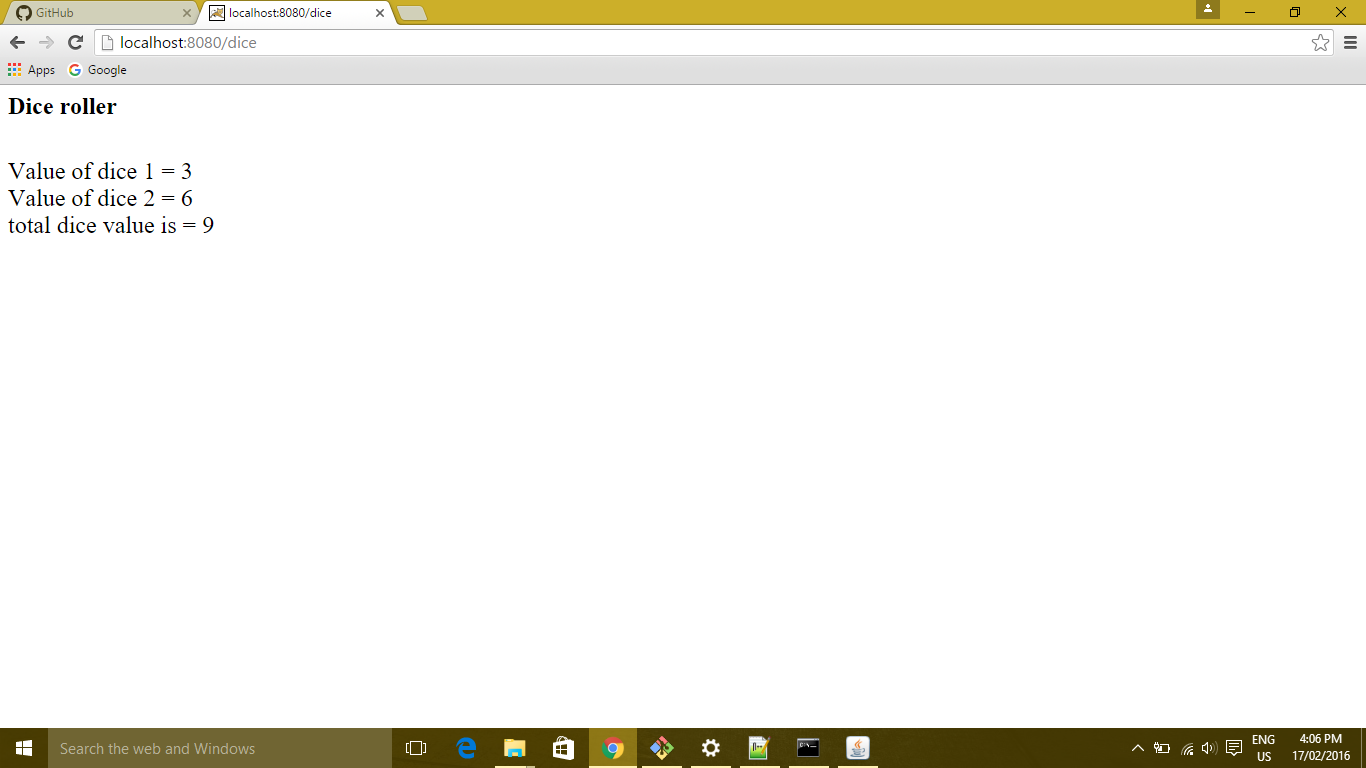 GitHub
localhost:8080/dice
localhost:8080/dice
Apps Google
Dice roller
Value of dice 1 = 3
Value of dice 2 = 6
total dice value is = 9
Search the web and Windows
ENG
US
4:06 PM
17/02/2016